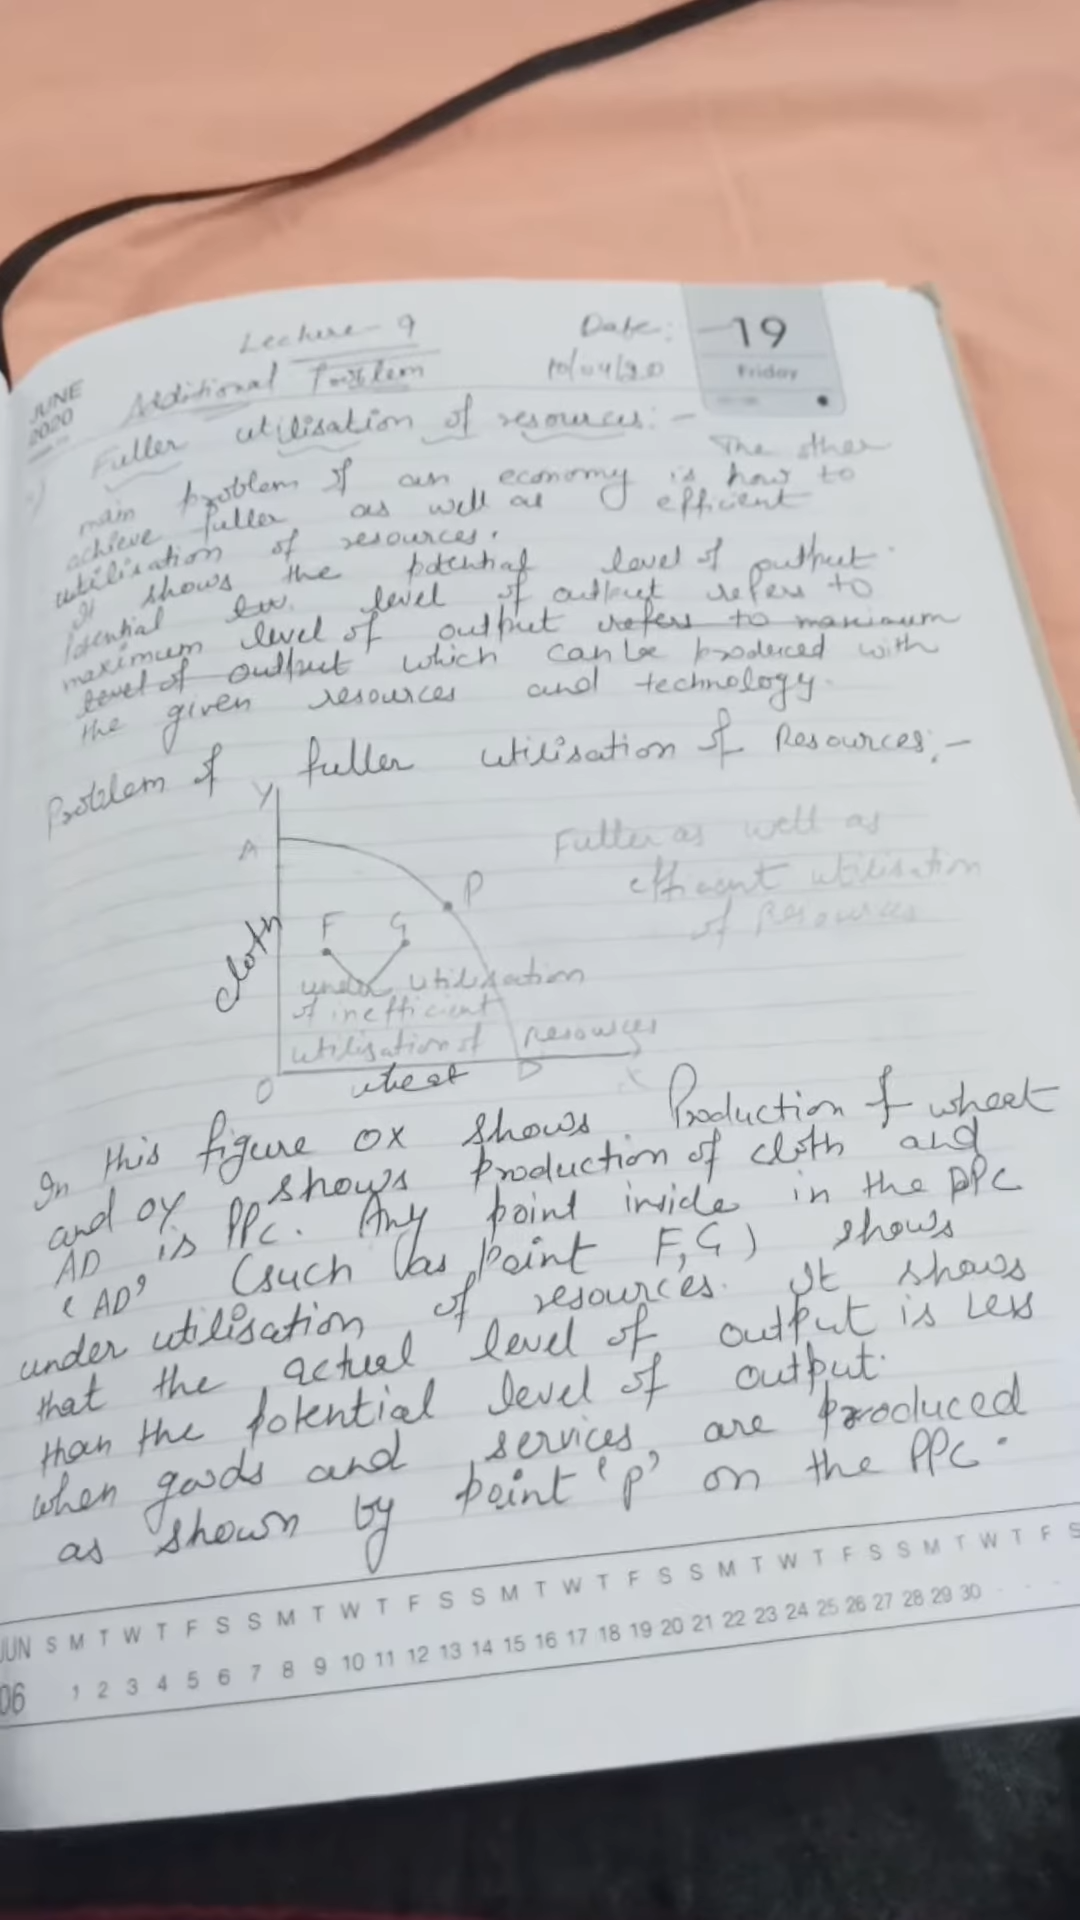 Lecture - 9
Date:
19
Friday
10/04/20
JUNE
2020
Additional Problem
Fuller utilisation of resources: -
The other
main problem of an economy is how to
achieve fuller as well as efficient
utilisation of resources.
It shows the potential level of output.
Potential level of output refers to
maximum level of output refers to maximum
level of output which can be produced with
the given resources and technology.
Problem of fuller utilisation of Resources; -
Y
A
P
Fuller as well as
efficient utilisation
of Resources
F
G
cloth
under utilisation
of inefficient
utilisation of resources
O
wheat
D
X
In this figure OX shows Production of wheat
and OY shows production of cloth and
AD is PPC. Any point inside in the PPC
'AD' (such as point F, G) shows
under utilisation of resources. It shows
that the actual level of output is less
than the potential level of output.
when goods and services, are produced
as shown by point 'P' on the PPC.
JUN S M T W T F S S M T W T F S S M T W T F S S M T W T F S S M T W T F S
06 1 2 3 4 5 6 7 8 9 10 11 12 13 14 15 16 17 18 19 20 21 22 23 24 25 26 27 28 29 30